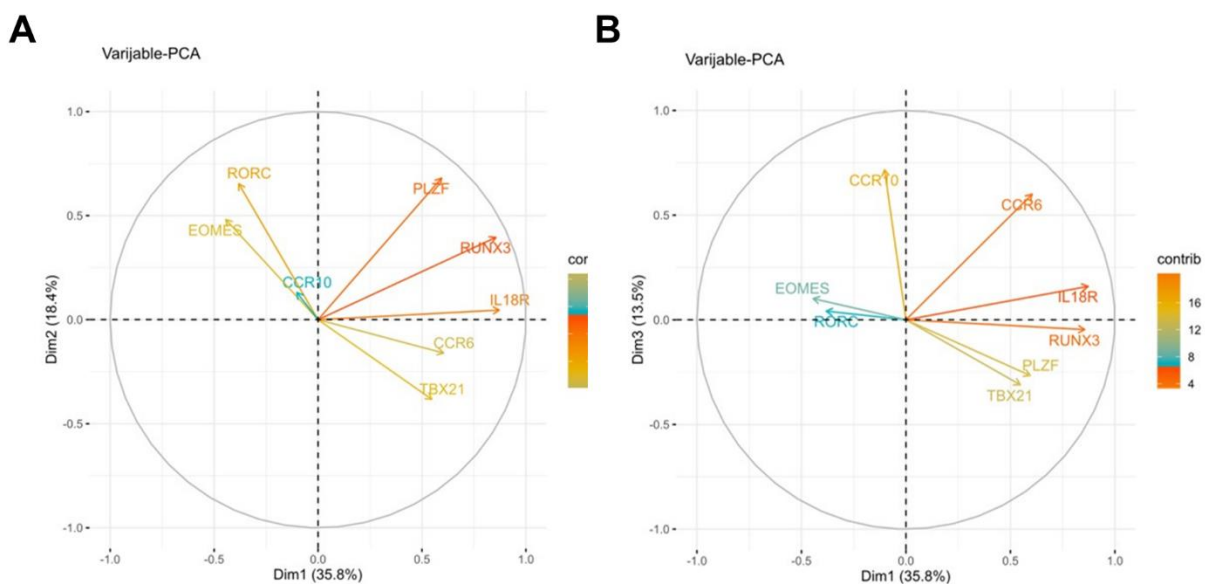 A
Varijable-PCA
1.0
0.5
0.0
-0.5
-1.0
Dim2 (18.4%)
RORC
EOMES
CCR10
PLZF
RUNX3
IL18R
CCR6
TBX21
-1.0
-0.5
0.0
0.5
1.0
Dim1 (35.8%)
cor
B
Varijable-PCA
1.0
0.5
0.0
-0.5
-1.0
Dim3 (13.5%)
CCR10
CCR6
EOMES
RORC
IL18R
RUNX3
PLZF
TBX21
-1.0
-0.5
0.0
0.5
1.0
Dim1 (35.8%)
contrib
16
12
8
4